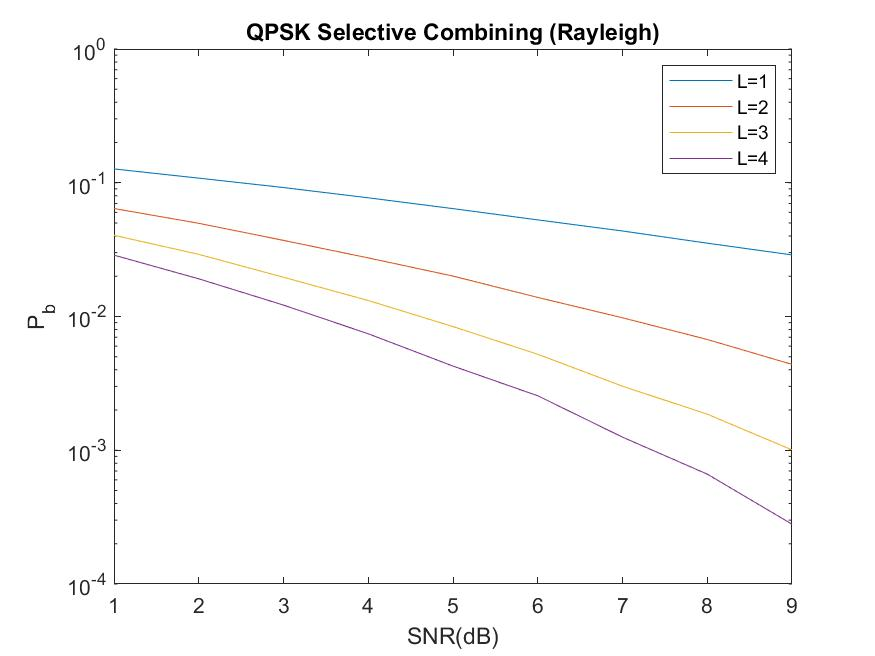 QPSK Selective Combining (Rayleigh)
10^0
10^-1
10^-2
10^-3
10^-4
P_b
L=1
L=2
L=3
L=4
1 2 3 4 5 6 7 8 9
SNR(dB)